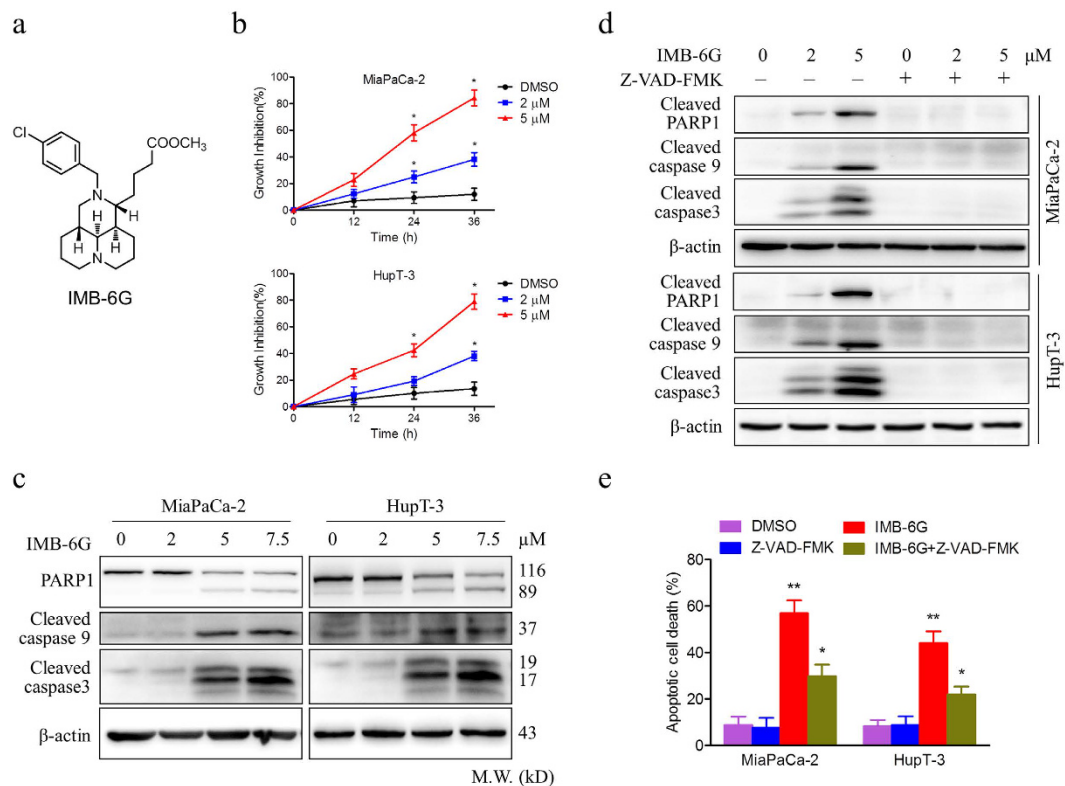 a
Cl
COOCH3
N
H
H
H
H
N
IMB-6G
b
MiaPaCa-2
Growth Inhibition(%)
100
80
60
40
20
0
0 12 24 36
Time (h)
* * * *
DMSO
2 μM
5 μM
HupT-3
Growth Inhibition(%)
100
80
60
40
20
0
0 12 24 36
Time (h)
* * *
DMSO
2 μM
5 μM
c
MiaPaCa-2 HupT-3
IMB-6G 0 2 5 7.5 0 2 5 7.5 μM
PARP1 116
89
Cleaved
caspase 9 37
Cleaved 19
caspase3 17
β-actin 43
M.W. (kD)
d
IMB-6G 0 2 5 0 2 5 μM
Z-VAD-FMK − − − + + +
Cleaved
PARP1
Cleaved
caspase 9
Cleaved
caspase3
β-actin
MiaPaCa-2
Cleaved
PARP1
Cleaved
caspase 9
Cleaved
caspase3
β-actin
HupT-3
e
DMSO IMB-6G
Z-VAD-FMK IMB-6G+Z-VAD-FMK
Apoptotic cell death (%)
80
60
40
20
0
** * ** *
MiaPaCa-2 HupT-3